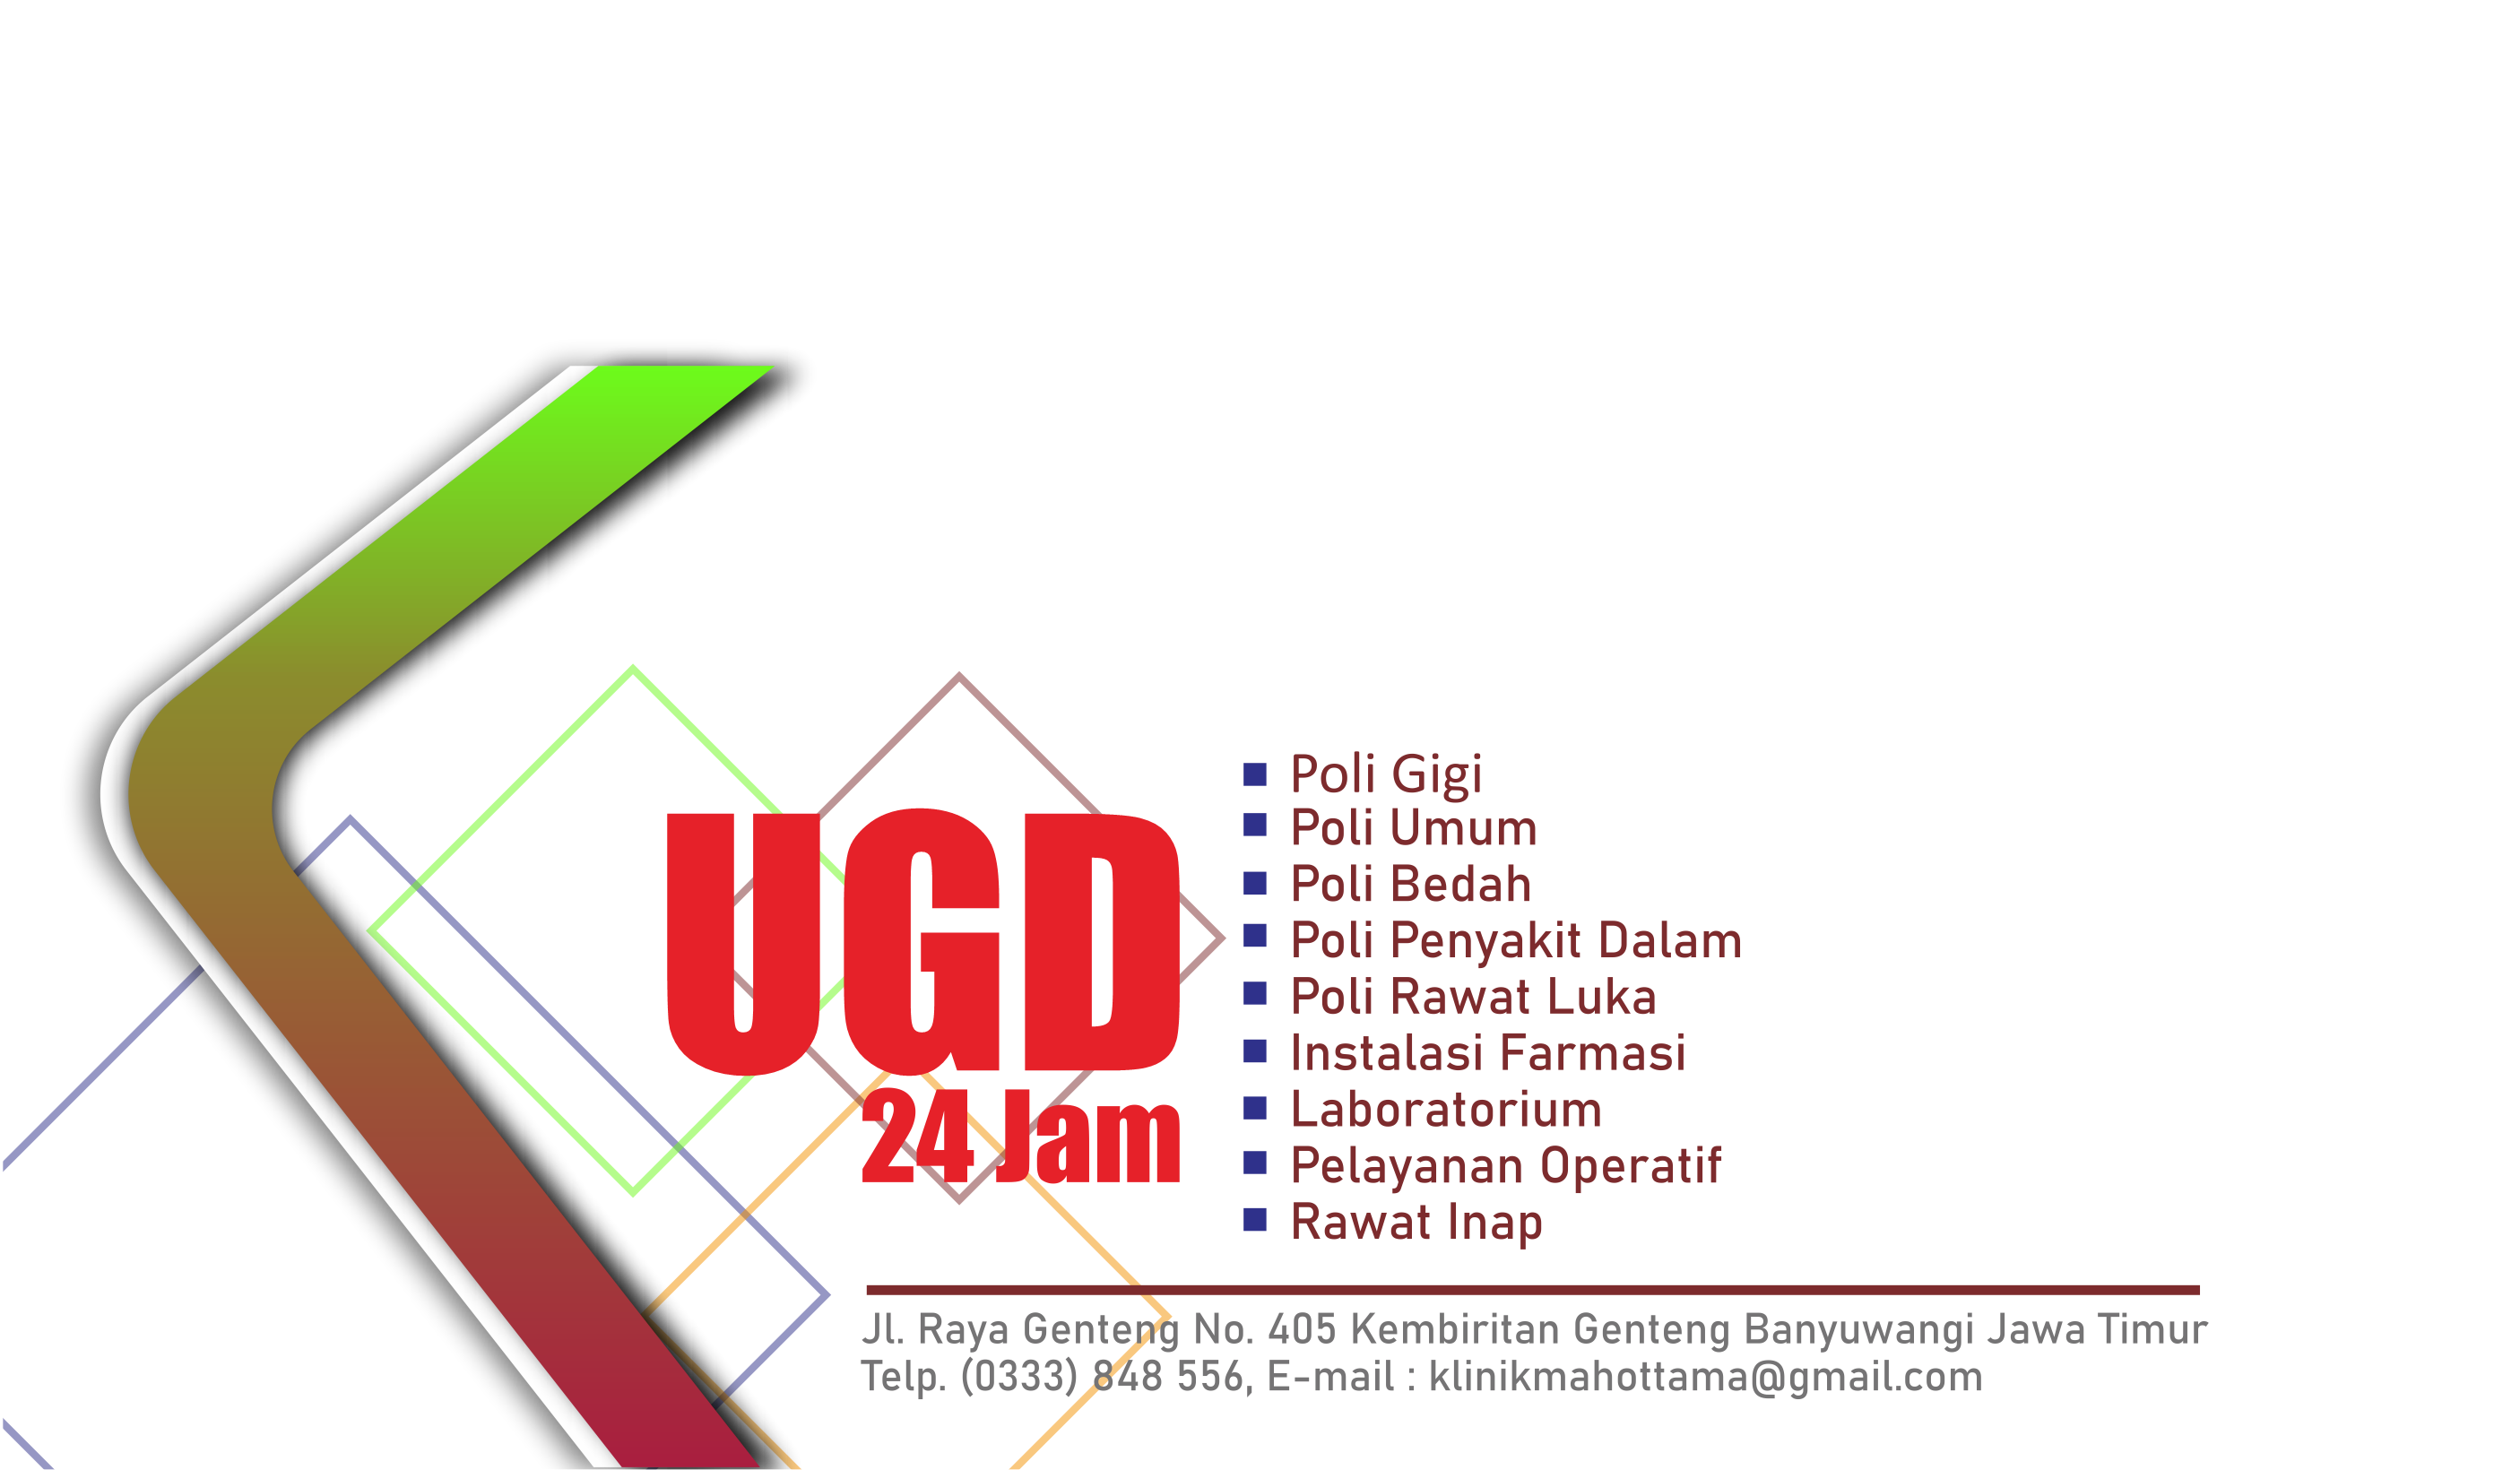 UGD
24 Jam
Poli Gigi
Poli Umum
Poli Bedah
Poli Penyakit Dalam
Poli Rawat Luka
Instalasi Farmasi
Laboratorium
Pelayanan Operatif
Rawat Inap
Jl. Raya Genteng No. 405 Kembiritan Genteng Banyuwangi Jawa Timur
Telp. (0333) 848 556, E-mail : klinikmahottama@gmail.com